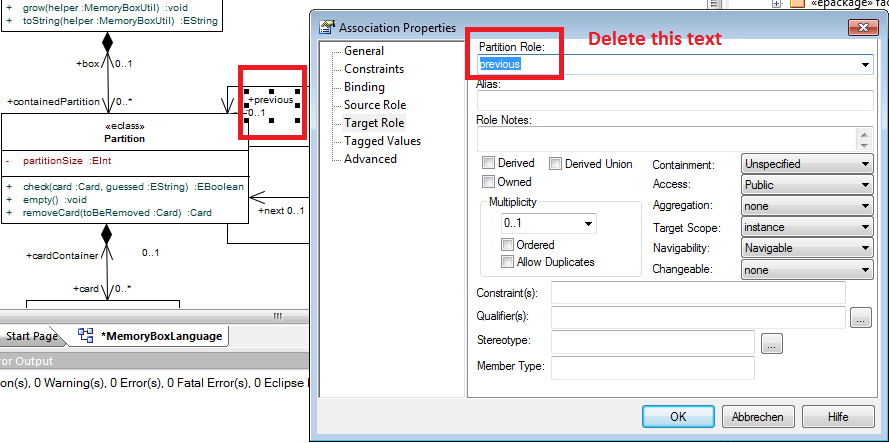 + grow(helper :MemoryBoxUtil) :void
+ toString(helper :MemoryBoxUtil) :EString
+box
0..1
+containedPartition
0..*
+previous
0..1
«eclass»
Partition
- partitionSize :EInt
+ check(card :Card, guessed :EString) :EBoolean
+ empty() :void
+ removeCard(toBeRemoved :Card) :Card
+next 0..1
+cardContainer
0..1
+card
0..*
Start Page
*MemoryBoxLanguage
ror Output
on(s), 0 Warning(s), 0 Error(s), 0 Fatal Error(s), 0 Eclipse
«epackage»
Association Properties
General
Constraints
Binding
Source Role
Target Role
Tagged Values
Advanced
Partition Role:
Delete this text
previous
Alias:
Role Notes:
Derived
Derived Union
Owned
Multiplicity
0..1
Ordered
Allow Duplicates
Containment: Unspecified
Access: Public
Aggregation: none
Target Scope: instance
Navigability: Navigable
Changeable: none
Constraint(s):
Qualifier(s):
...
Stereotype:
...
Member Type:
OK
Abbrechen
Hilfe